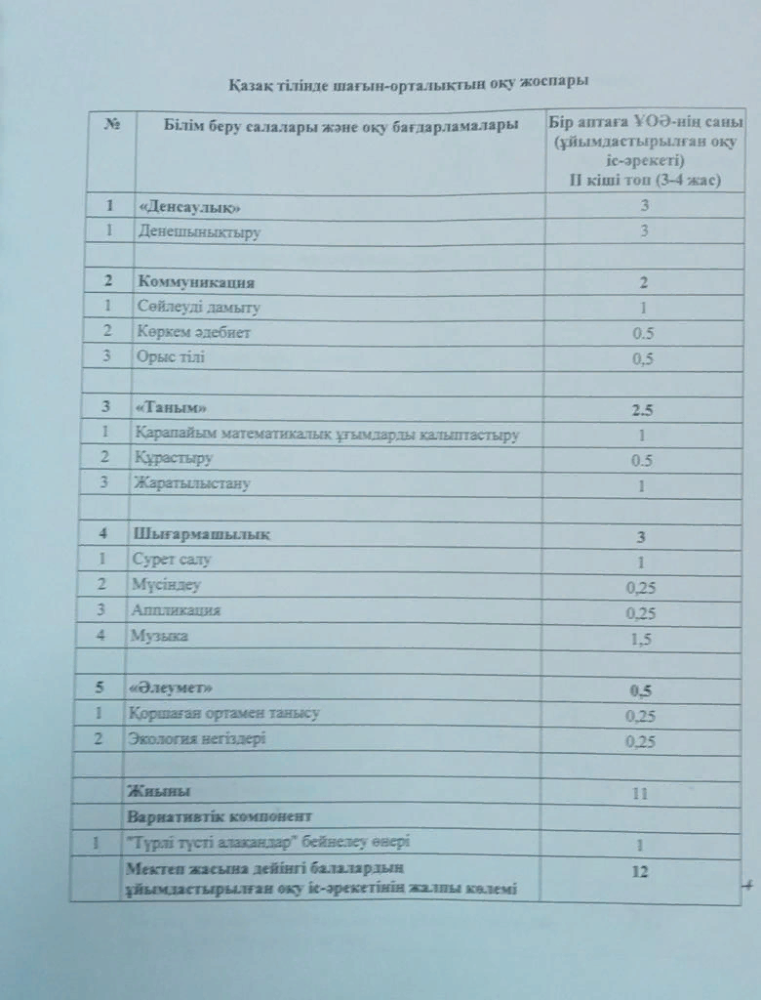 Қазақ тілінде шағын-орталықтың оқу жоспары
№ Білім беру салалары және оқу бағдарламалары Бір аптаға ҰОӘ-нің саны
(ұйымдастырылған оқу
іс-әрекеті)
ІІ кіші топ (3-4 жас)
1 «Денсаулық» 3
1 Денешынықтыру 3
2 Коммуникация 2
1 Сөйлеуді дамыту 1
2 Көркем әдебиет 0.5
3 Орыс тілі 0,5
3 «Таным» 2.5
1 Қарапайым математикалық ұғымдарды қалыптастыру 1
2 Құрастыру 0.5
3 Жаратылыстану 1
4 Шығармашылық 3
1 Сурет салу 1
2 Мүсіндеу 0,25
3 Аппликация 0,25
4 Музыка 1,5
5 «Әлеумет» 0,5
1 Қоршаған ортамен танысу 0,25
2 Экология негіздері 0,25
Жиыны 11
Вариативтік компонент
1 "Түрлі түсті алақандар" бейнелеу өнері 1
Мектеп жасына дейінгі балалардың
ұйымдастырылған оқу іс-әрекетінің жалпы көлемі 12